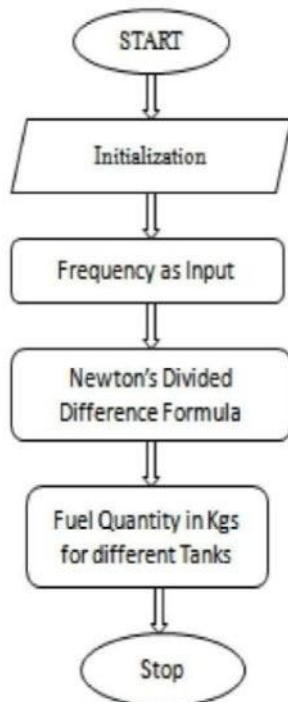 START
Initialization
Frequency as Input
Newton's Divided
Difference Formula
Fuel Quantity in Kgs
for different Tanks
Stop